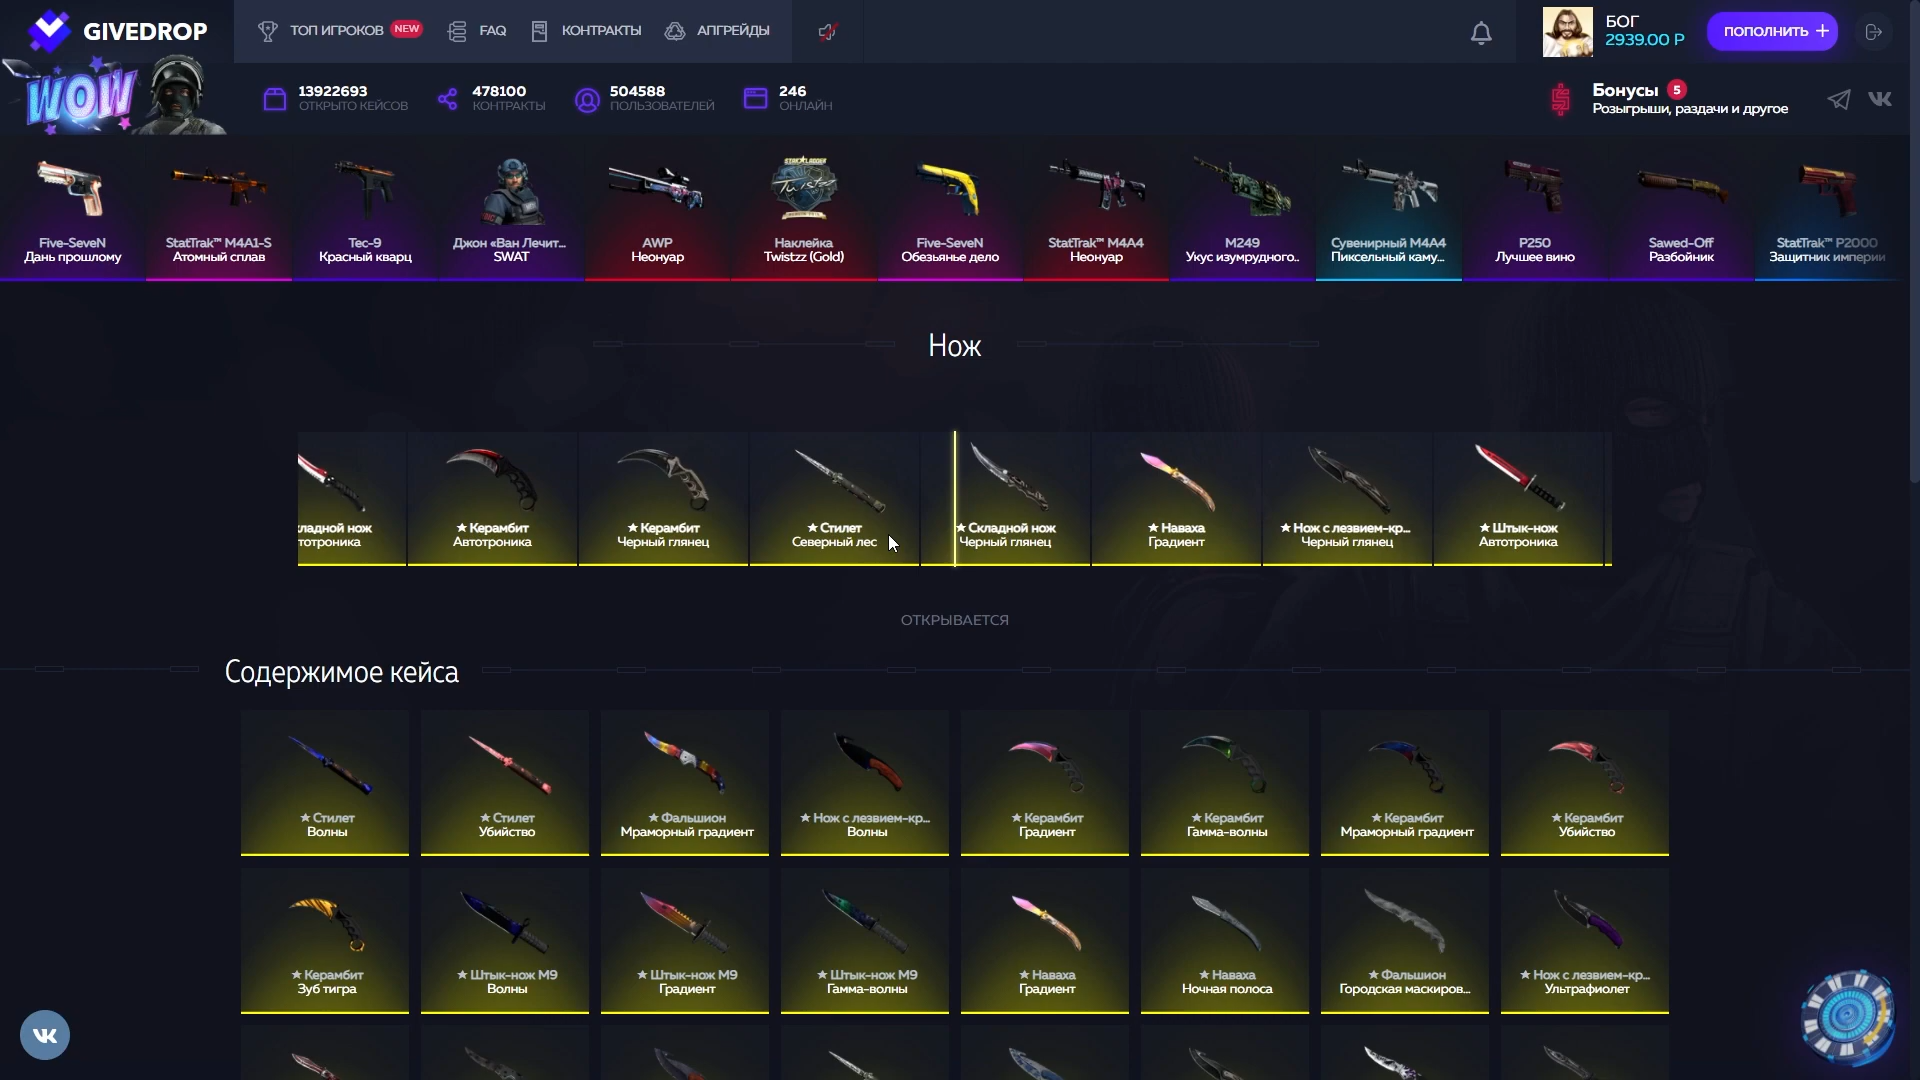 GIVEDROP
ТОП ИГРОКОВ NEW
FAQ
КОНТРАКТЫ
АПГРЕЙДЫ
БОГ
2939.00 Р
ПОПОЛНИТЬ
WOW
13922693
ОТКРЫТО КЕЙСОВ
478100
КОНТРАКТЫ
504588
ПОЛЬЗОВАТЕЛЕЙ
246
ОНЛАЙН
Бонусы 5
Розыгрыши, раздачи и другое
Five-SeveN
Дань прошлому
StatTrak™ M4A1-S
Атомный сплав
Tec-9
Красный кварц
Джон «Ван Лечит...
SWAT
AWP
Неонуар
Наклейка
Twistzz (Gold)
Five-SeveN
Обезьянье дело
StatTrak™ M4A4
Неонуар
M249
Укус изумрудного..
Сувенирный M4A4
Пиксельный каму...
P250
Лучшее вино
Sawed-Off
Разбойник
StatTrak™ P2000
Защитник империи
Нож
кладной нож
тотроника
★ Керамбит
Автотроника
★ Керамбит
Черный глянец
★ Стилет
Северный лес
★ Складной нож
Черный глянец
★ Наваха
Градиент
★ Нож с лезвием-кр...
Черный глянец
★ Штык-нож
Автотроника
ОТКРЫВАЕТСЯ
Содержимое кейса
★ Стилет
Волны
★ Стилет
Убийство
★ Фальшион
Мраморный градиент
★ Нож с лезвием-кр...
Волны
★ Керамбит
Градиент
★ Керамбит
Гамма-волны
★ Керамбит
Мраморный градиент
★ Керамбит
Убийство
★ Керамбит
Зуб тигра
★ Штык-нож M9
Волны
★ Штык-нож M9
Градиент
★ Штык-нож M9
Гамма-волны
★ Наваха
Градиент
★ Наваха
Ночная полоса
★ Фальшион
Городская маскиров...
★ Нож с лезвием-кр...
Ультрафиолет